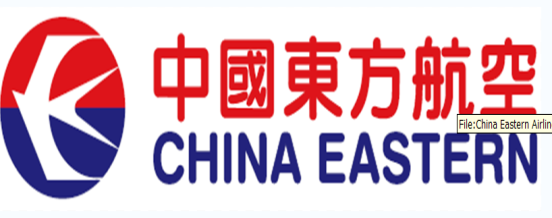 中國東方航空
File:China Eastern Airlin
CHINA EASTERN